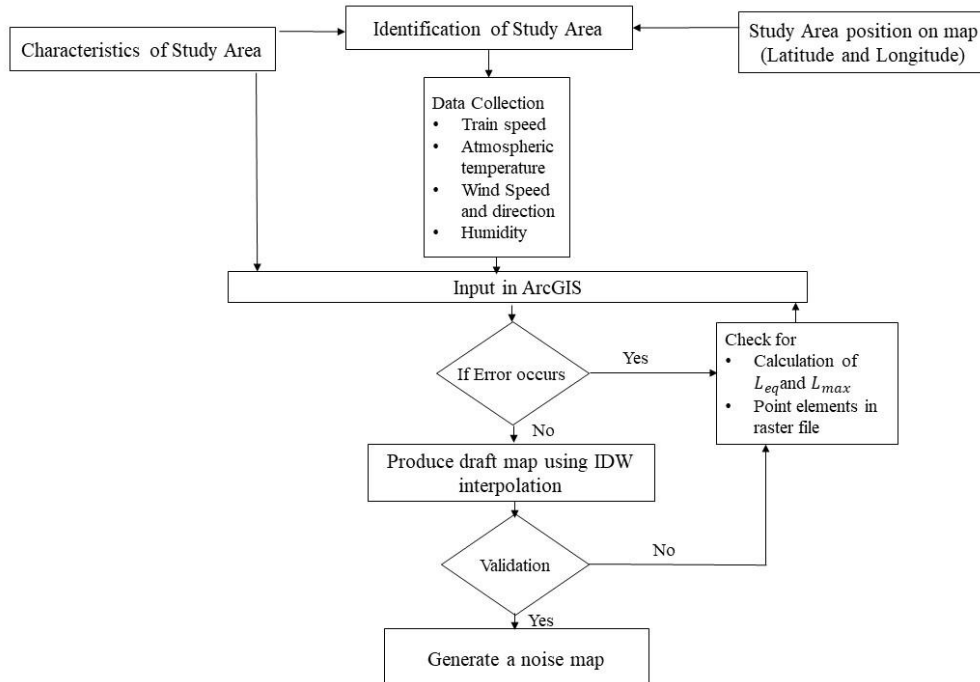 Identification of Study Area
Characteristics of Study Area
Study Area position on map
(Latitude and Longitude)
Data Collection
• Train speed
• Atmospheric
temperature
• Wind Speed
and direction
• Humidity
Input in ArcGIS
If Error occurs
Yes
Check for
• Calculation of
L_eq and L_max
• Point elements in
raster file
No
Produce draft map using IDW
interpolation
Validation
No
Yes
Generate a noise map